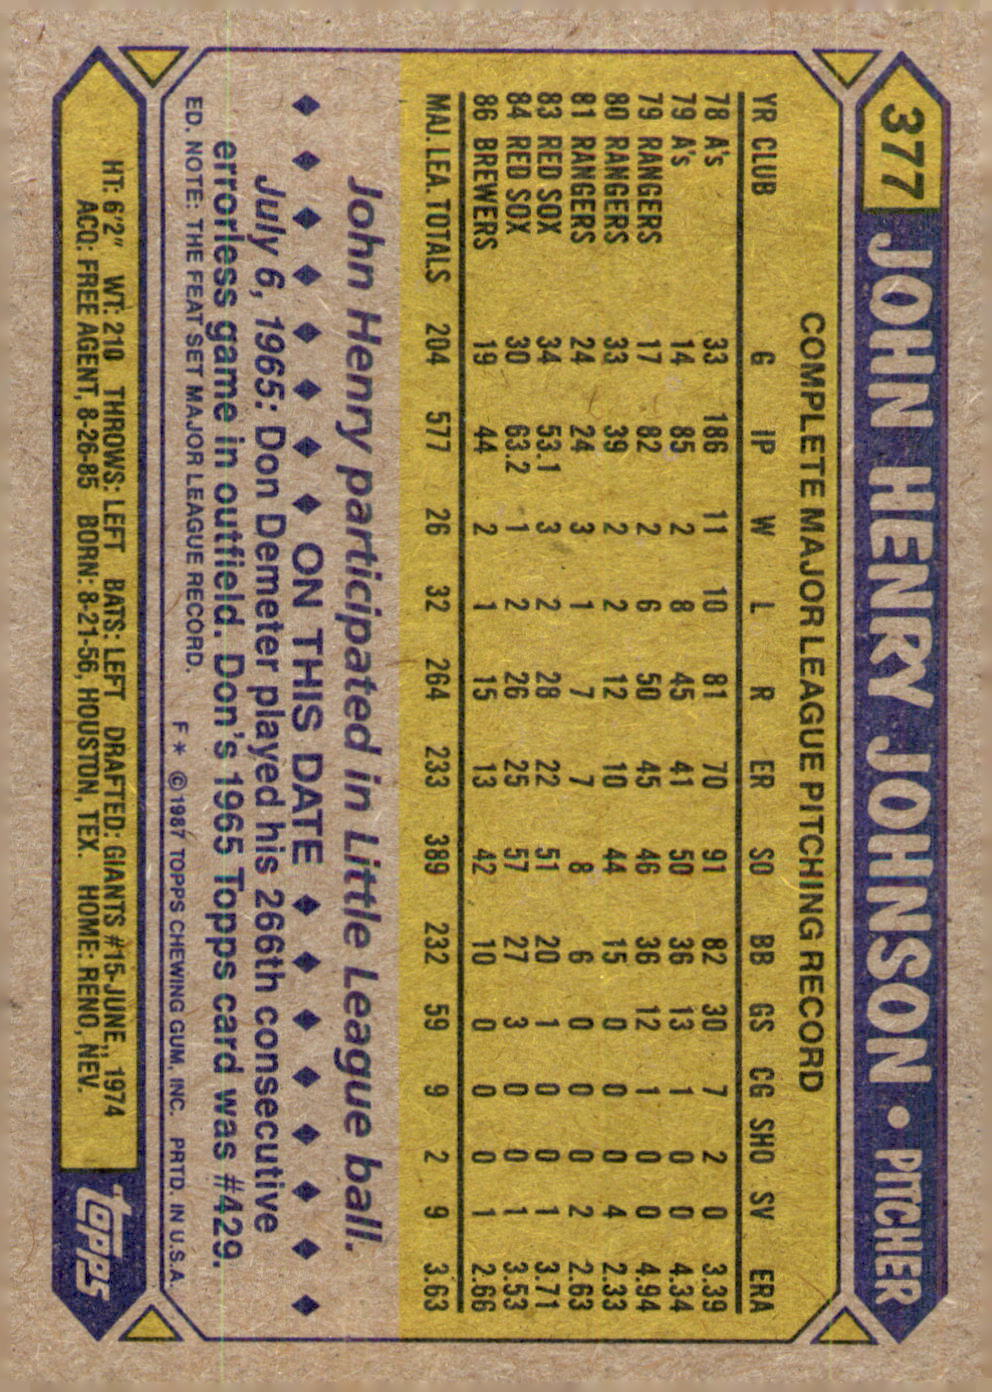 377 JOHN HENRY JOHNSON • PITCHER
COMPLETE MAJOR LEAGUE PITCHING RECORD
YR CLUB G IP W L R ER SO BB GS CG SHO SV ERA
78 A's 33 186 11 10 81 70 91 82 30 7 2 0 3.39
79 A's 14 85 2 8 45 41 50 36 13 1 0 0 4.34
79 RANGERS 17 82 2 6 50 45 46 36 12 1 0 0 4.94
80 RANGERS 33 39 2 2 12 10 44 15 0 0 0 4 2.33
81 RANGERS 24 24 3 1 7 7 8 6 0 0 0 2 2.63
83 RED SOX 34 53.1 3 2 28 22 51 20 1 0 0 1 3.71
84 RED SOX 30 63.2 1 2 26 25 57 27 3 0 0 1 3.53
86 BREWERS 19 44 2 1 15 13 42 10 0 0 0 1 2.66
MAJ. LEA. TOTALS 204 577 26 32 264 233 389 232 59 9 2 9 3.63
John Henry participated in Little League ball.
◆ ◆ ◆ ◆ ◆ ◆ ◆ ◆ ON THIS DATE ◆ ◆ ◆ ◆ ◆ ◆ ◆ ◆
July 6, 1965: Don Demeter played his 266th consecutive
errorless game in outfield. Don's 1965 Topps card was #429.
ED. NOTE: THE FEAT SET MAJOR LEAGUE RECORD. F * © 1987 TOPPS CHEWING GUM, INC. PRTD. IN U.S.A.
HT: 6'2" WT: 210 THROWS: LEFT BATS: LEFT DRAFTED: GIANTS #15-JUNE,, 1974
ACQ: FREE AGENT, 8-26-85 BORN: 8-21-56, HOUSTON, TEX. HOME: RENO, NEV.
topps